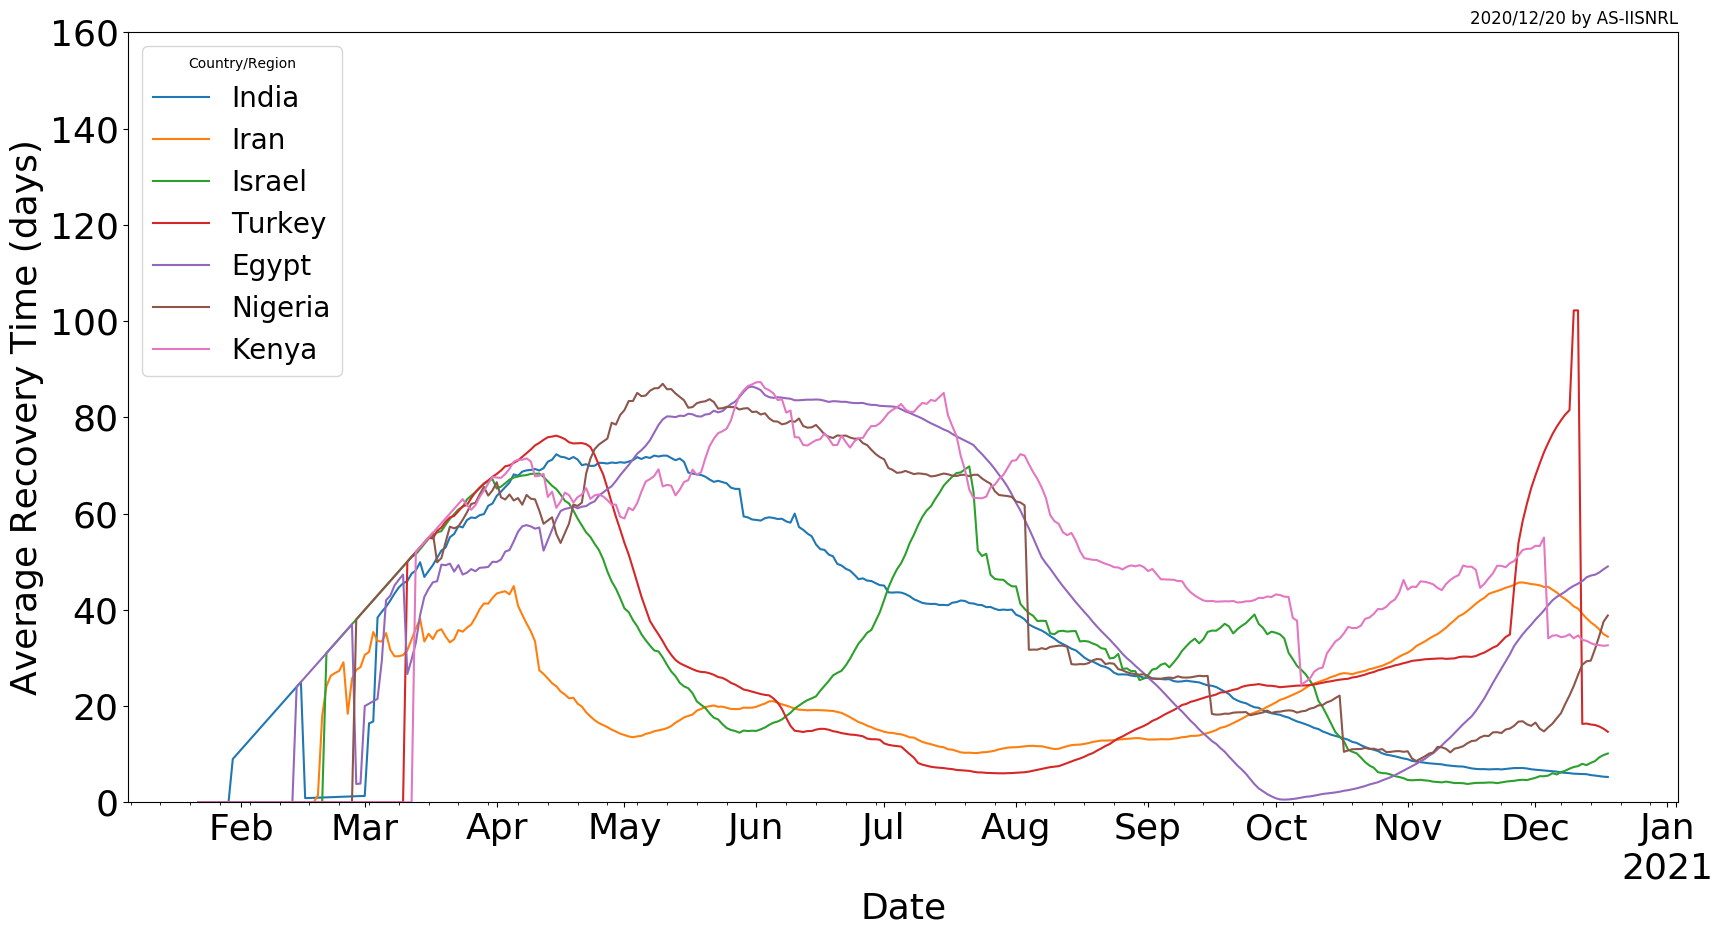 2020/12/20 by AS-IISNRL
Average Recovery Time (days)
160
140
120
100
80
60
40
20
0
Country/Region
India
Iran
Israel
Turkey
Egypt
Nigeria
Kenya
Feb Mar Apr May Jun Jul Aug Sep Oct Nov Dec Jan
2021
Date